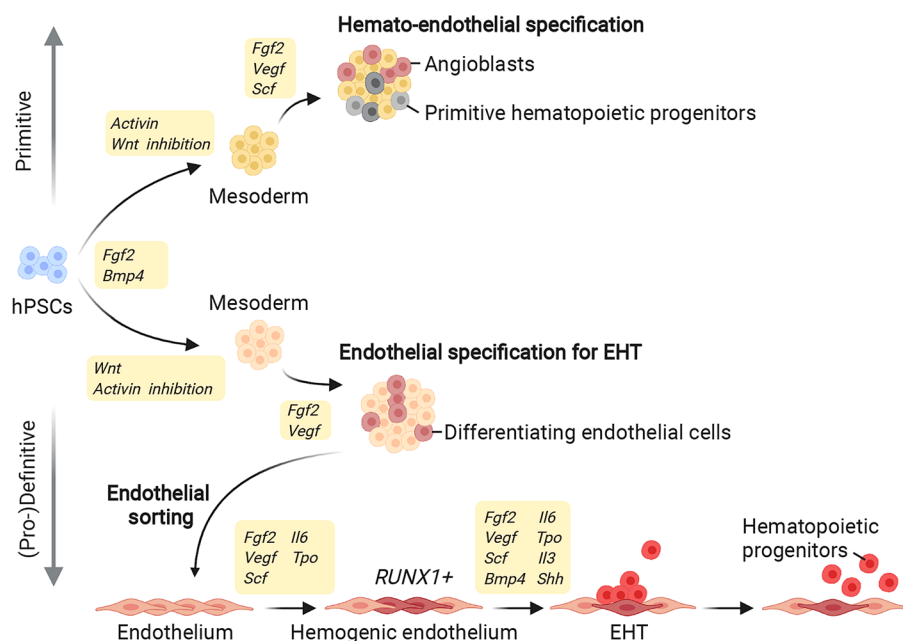 Hemato-endothelial specification
Fgf2
Vegf
Scf
Angioblasts
Primitive hematopoietic progenitors
Primitive
Activin
Wnt inhibition
Mesoderm
Fgf2
Bmp4
hPSCs
Mesoderm
Wnt
Activin inhibition
Endothelial specification for EHT
Fgf2
Vegf
Differentiating endothelial cells
(Pro-)Definitive
Endothelial
sorting
Fgf2 Il6
Vegf Tpo
Scf
RUNX1+
Fgf2 Il6
Vegf Tpo
Scf Il3
Bmp4 Shh
Hematopoietic
progenitors
Endothelium
Hemogenic endothelium
EHT